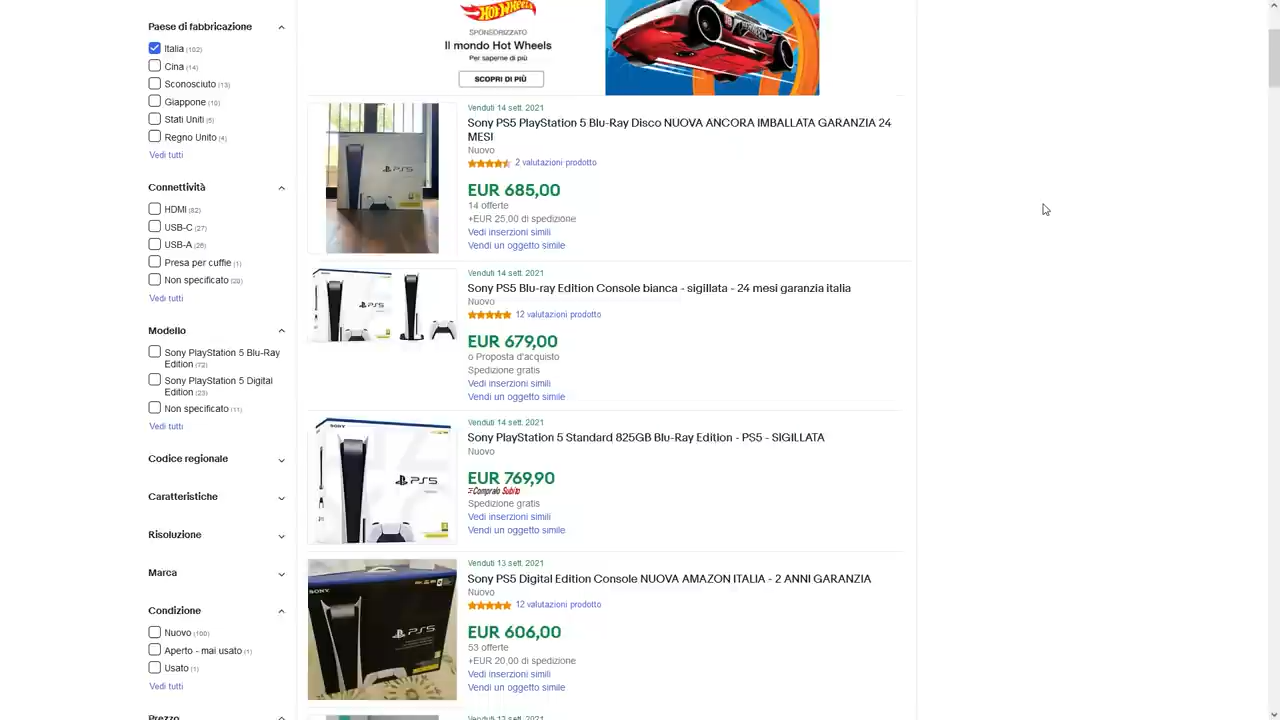 Paese di fabbricazione
Italia (102)
Cina (14)
Sconosciuto (13)
Giappone (10)
Stati Uniti (5)
Regno Unito (4)
Vedi tutti
Connettività
HDMI (82)
USB-C (27)
USB-A (26)
Presa per cuffie (1)
Non specificato (20)
Vedi tutti
Modello
Sony PlayStation 5 Blu-Ray
Edition (72)
Sony PlayStation 5 Digital
Edition (23)
Non specificato (11)
Vedi tutti
Codice regionale
Caratteristiche
Risoluzione
Marca
Condizione
Nuovo (100)
Aperto - mai usato (1)
Usato (1)
Vedi tutti
Prezzo
Hot Wheels
SPONSORIZZATO
Il mondo Hot Wheels
Per saperne di più
SCOPRI DI PIÙ
Venduti 14 sett. 2021
Sony PS5 PlayStation 5 Blu-Ray Disco NUOVA ANCORA IMBALLATA GARANZIA 24
MESI
Nuovo
2 valutazioni prodotto
EUR 685,00
14 offerte
+EUR 25,00 di spedizione
Vedi inserzioni simili
Vendi un oggetto simile
PS5
Venduti 14 sett. 2021
Sony PS5 Blu-ray Edition Console bianca - sigillata - 24 mesi garanzia italia
Nuovo
12 valutazioni prodotto
EUR 679,00
o Proposta d'acquisto
Spedizione gratis
Vedi inserzioni simili
Vendi un oggetto simile
PS5
Venduti 14 sett. 2021
Sony PlayStation 5 Standard 825GB Blu-Ray Edition - PS5 - SIGILLATA
Nuovo
EUR 769,90
Compralo Subito
Spedizione gratis
Vedi inserzioni simili
Vendi un oggetto simile
SONY
PS5
Venduti 13 sett. 2021
Sony PS5 Digital Edition Console NUOVA AMAZON ITALIA - 2 ANNI GARANZIA
Nuovo
12 valutazioni prodotto
EUR 606,00
53 offerte
+EUR 20,00 di spedizione
Vedi inserzioni simili
Vendi un oggetto simile
SONY
PS5